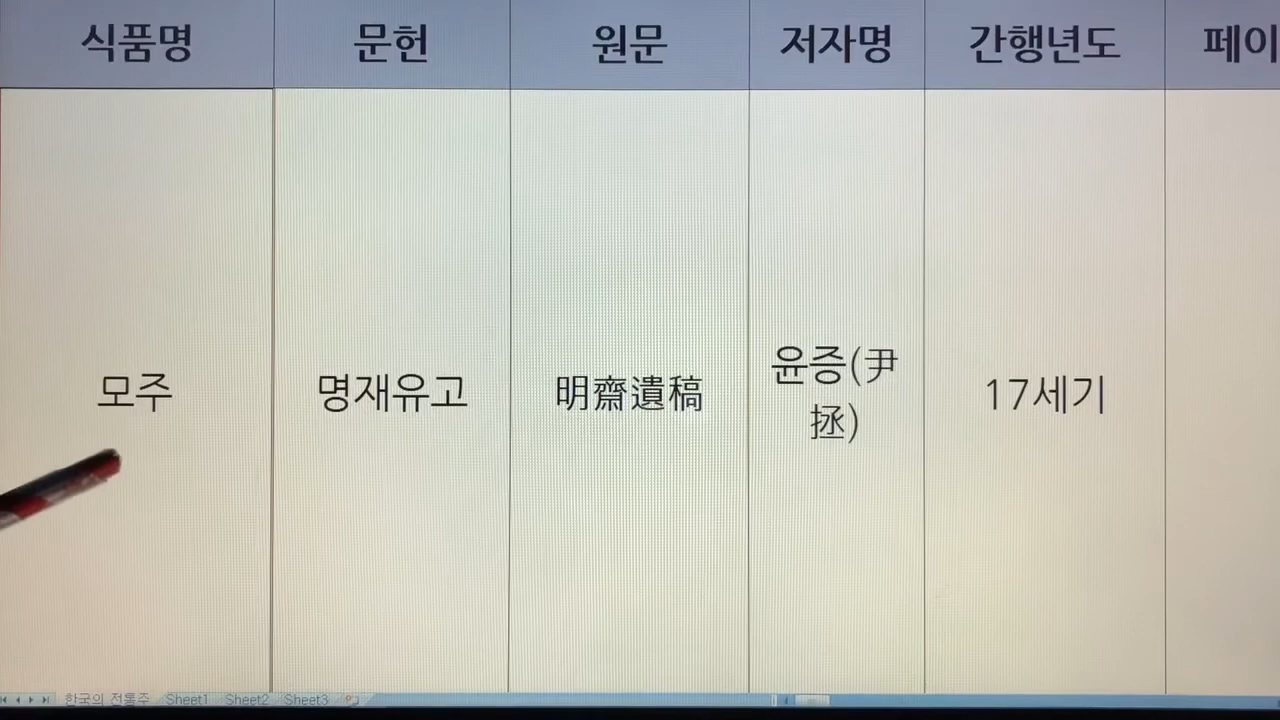 식품명 문헌 원문 저자명 간행년도 페이
모주 명재유고 明齋遺稿 윤증(尹
拯) 17세기
한국의 전통주 Sheet1 Sheet2 Sheet3